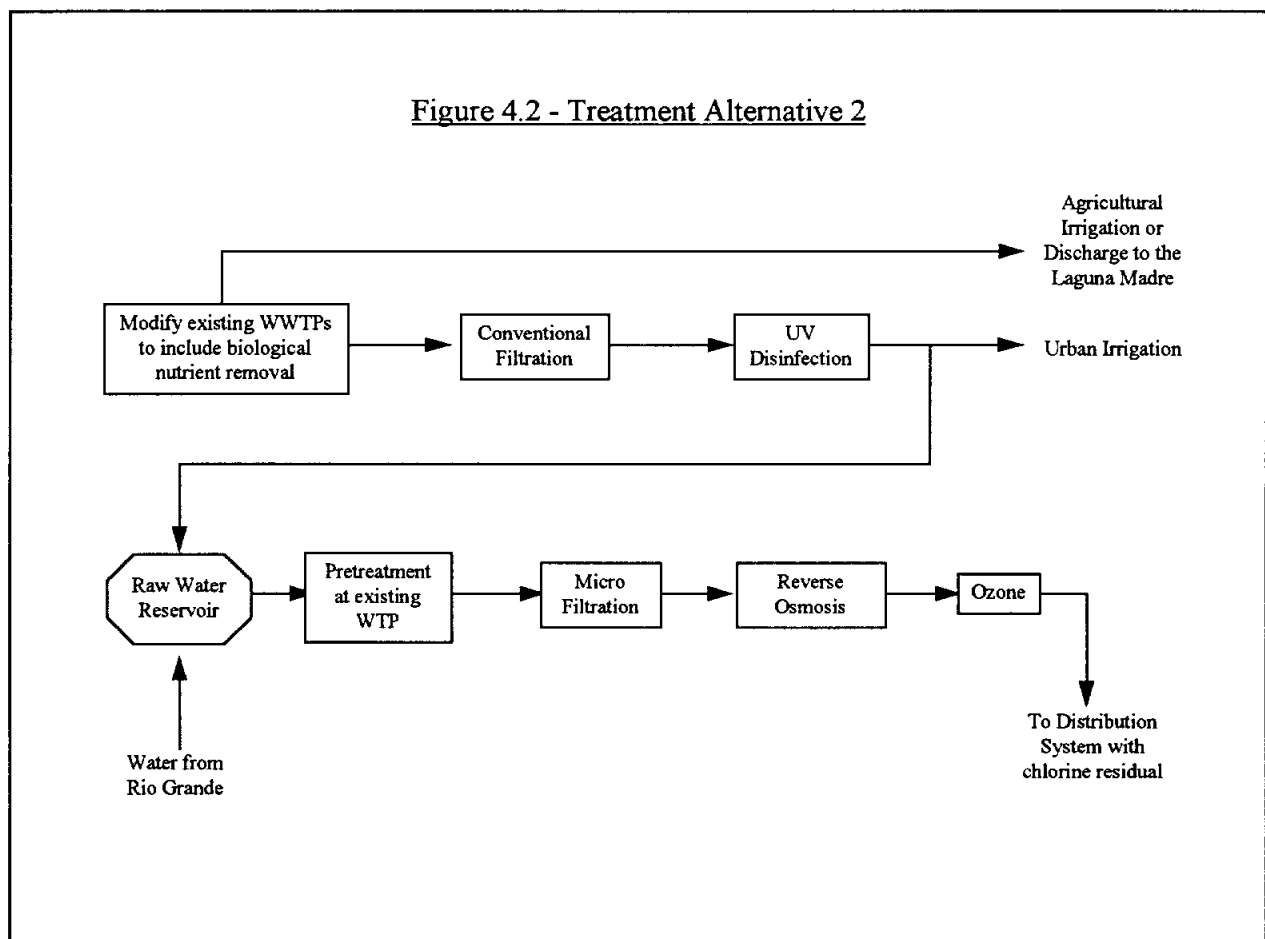 Figure 4.2 - Treatment Alternative 2
Agricultural
Irrigation or
Discharge to the
Laguna Madre
Modify existing WWTPs
to include biological
nutrient removal
Conventional
Filtration
UV
Disinfection
Urban Irrigation
Raw Water
Reservoir
Pretreatment
at existing
WTP
Micro
Filtration
Reverse
Osmosis
Ozone
Water from
Rio Grande
To Distribution
System with
chlorine residual